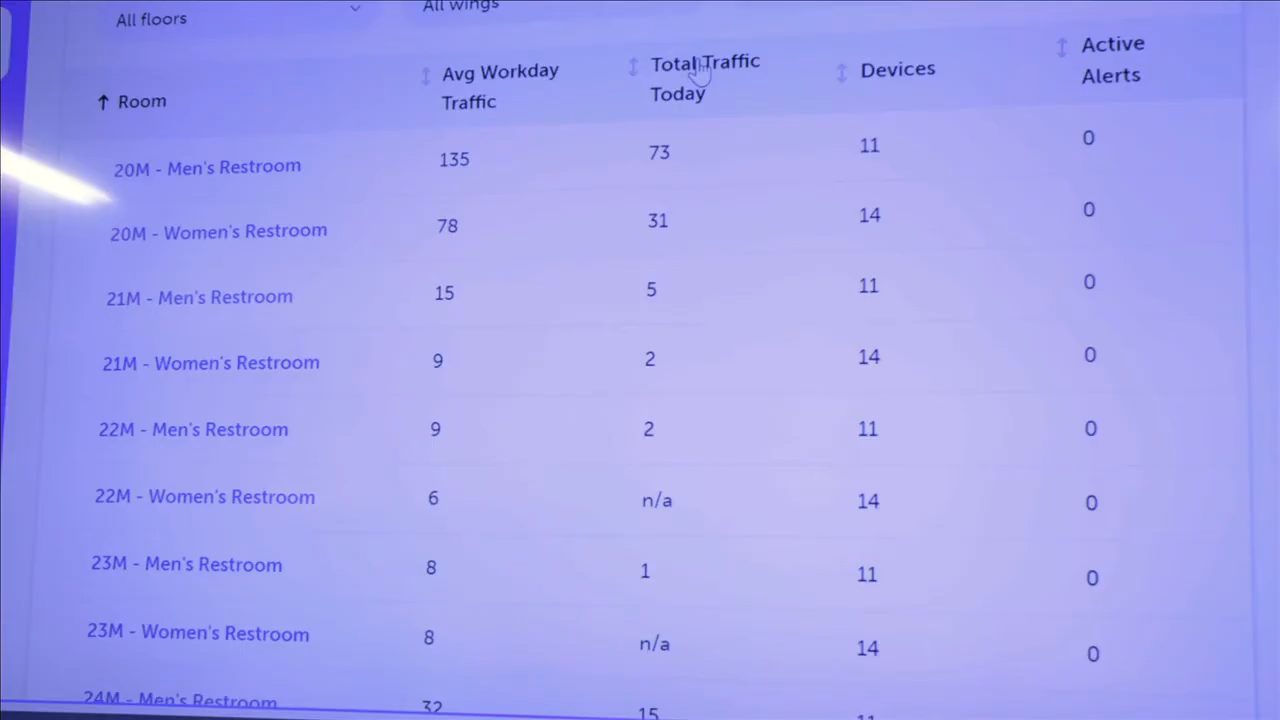 All floors
All wings
Room
Avg Workday
Traffic
Total Traffic
Today
Devices
Active
Alerts
20M - Men's Restroom 135 73 11 0
20M - Women's Restroom 78 31 14 0
21M - Men's Restroom 15 5 11 0
21M - Women's Restroom 9 2 14 0
22M - Men's Restroom 9 2 11 0
22M - Women's Restroom 6 n/a 14 0
23M - Men's Restroom 8 1 11 0
23M - Women's Restroom 8 n/a 14 0
24M - Men's Restroom 32 15 11